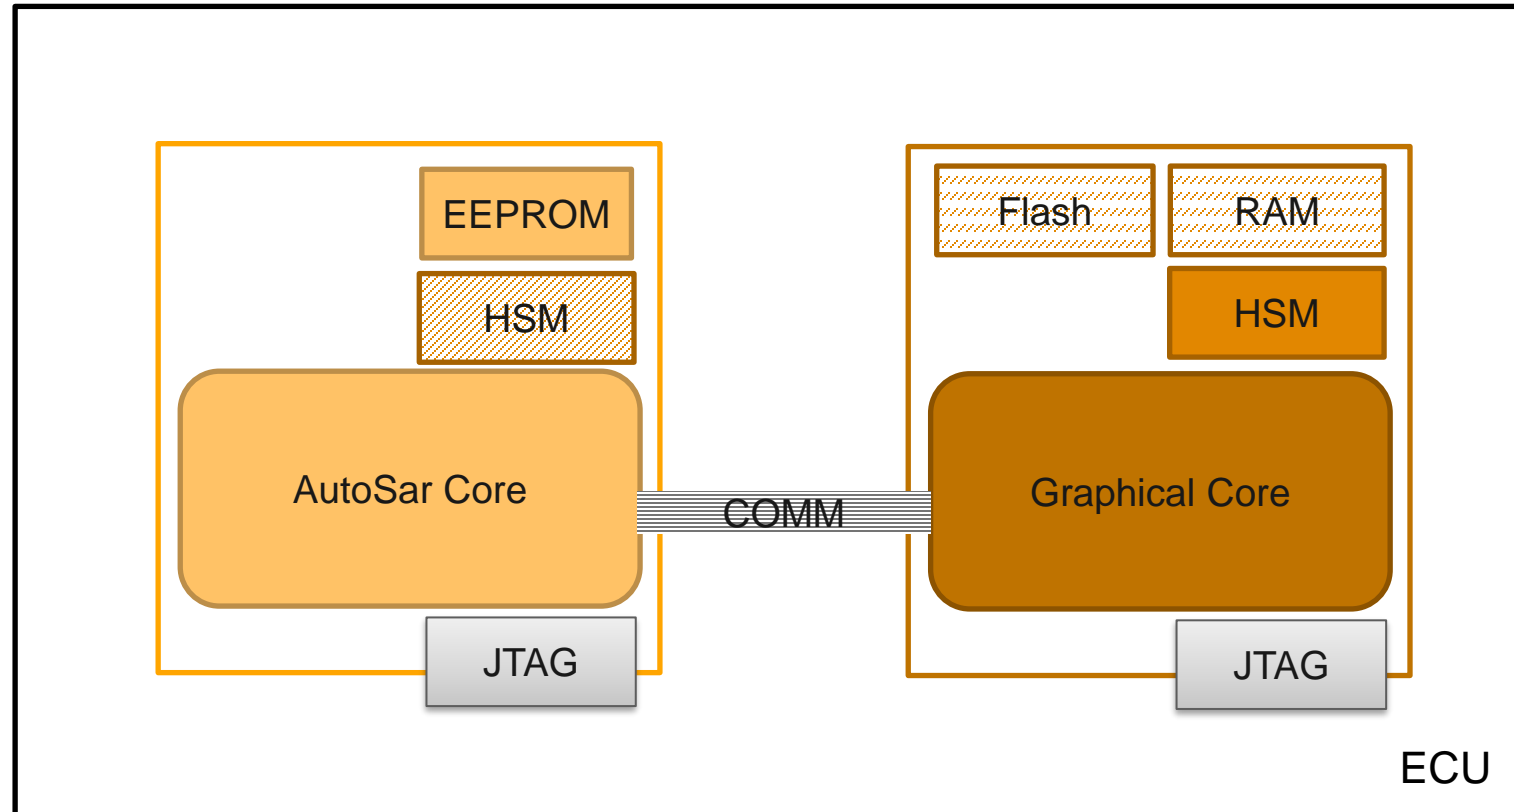 EEPROM
HSM
AutoSar Core
JTAG
COMM
Flash
RAM
HSM
Graphical Core
JTAG
ECU